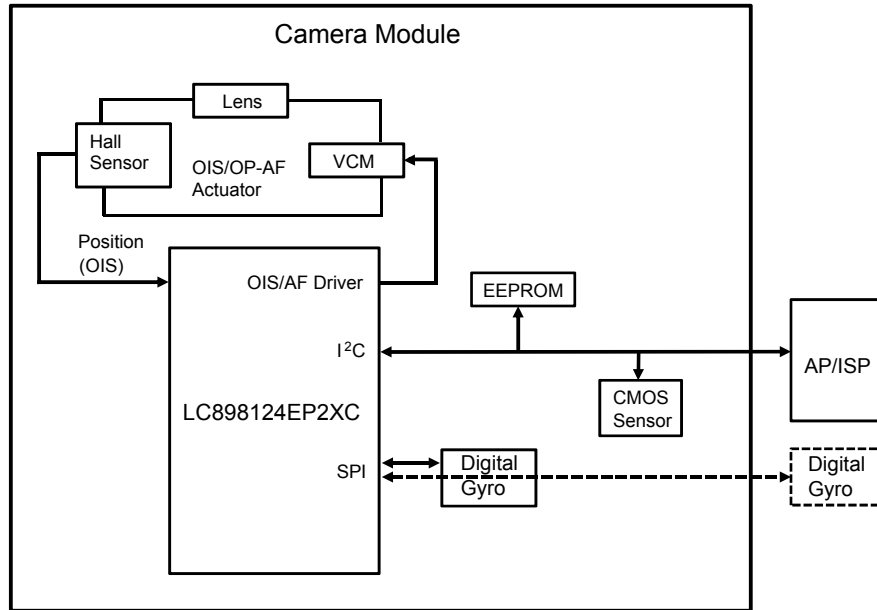 Camera Module
Lens
Hall
Sensor
VCM
OIS/OP-AF
Actuator
Position
(OIS)
OIS/AF Driver
EEPROM
I²C
AP/ISP
CMOS
Sensor
LC898124EP2XC
SPI
Digital
Gyro
Digital
Gyro